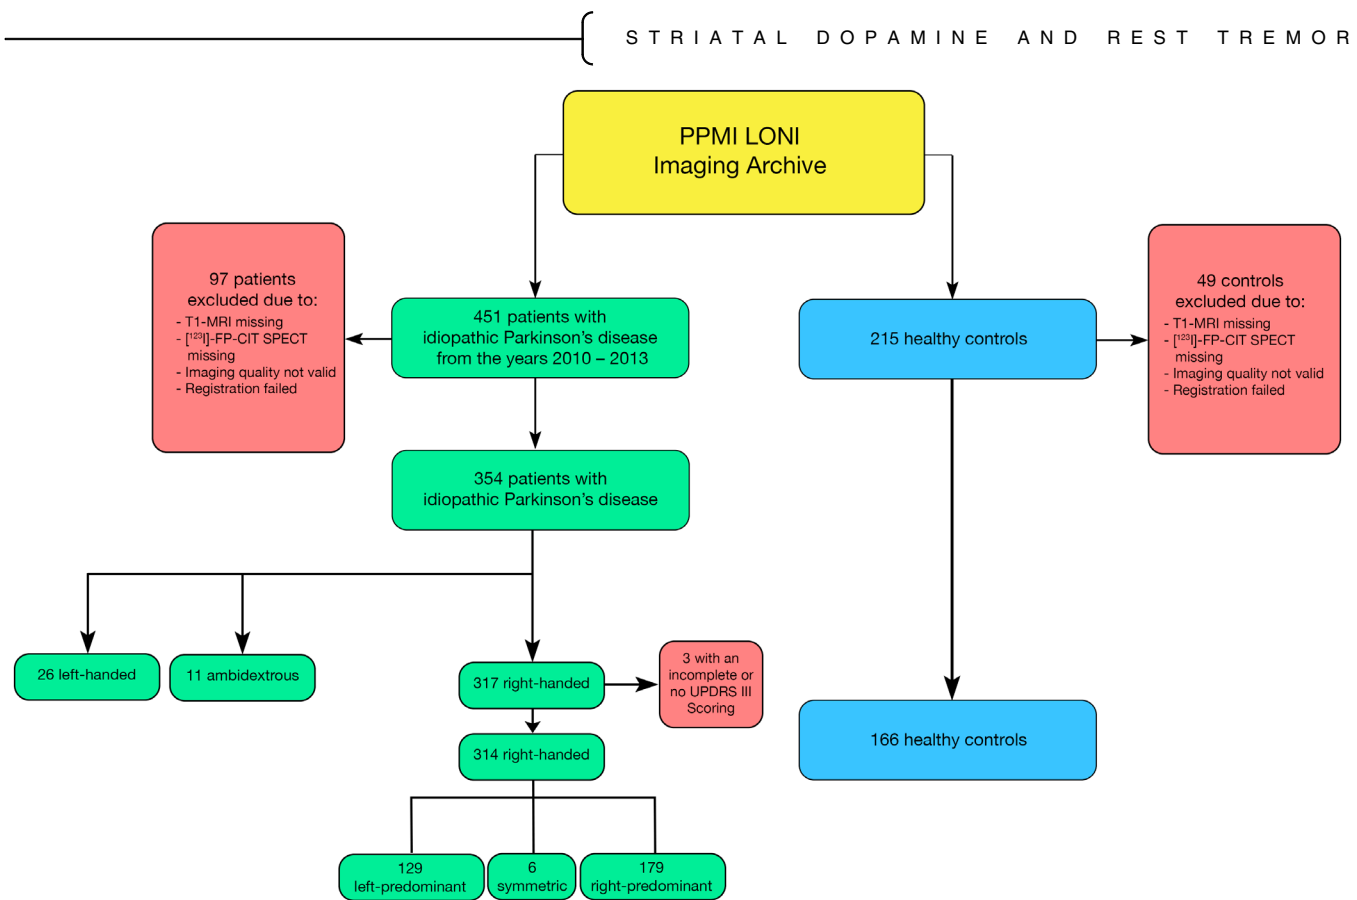 STRIATAL DOPAMINE AND REST TREMOR
PPMI LONI
Imaging Archive
97 patients
excluded due to:
- T1-MRI missing
- [¹²³I]-FP-CIT SPECT
missing
- Imaging quality not valid
- Registration failed
451 patients with
idiopathic Parkinson's disease
from the years 2010 – 2013
215 healthy controls
49 controls
excluded due to:
- T1-MRI missing
- [¹²³I]-FP-CIT SPECT
missing
- Imaging quality not valid
- Registration failed
354 patients with
idiopathic Parkinson's disease
26 left-handed
11 ambidextrous
317 right-handed
3 with an
incomplete or
no UPDRS III
Scoring
314 right-handed
166 healthy controls
129
left-predominant
6
symmetric
179
right-predominant